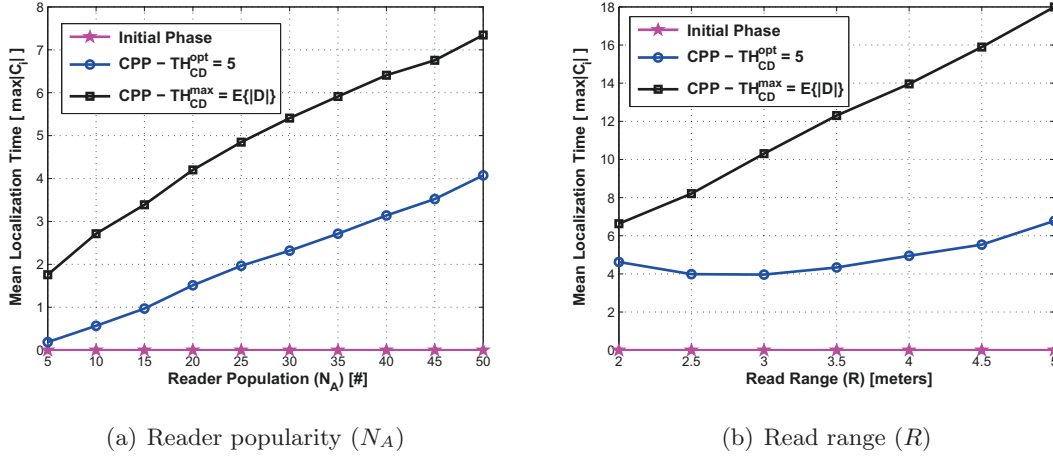 8
7
6
5
4
3
2
1
0
Mean Localization Time [ max|C_i|
Initial Phase
CPP − TH_CD^opt = 5
CPP − TH_CD^max = E{|D|}
5 10 15 20 25 30 35 40 45 50
Reader Population (N_A) [#]
(a) Reader popularity (N_A)
18
16
14
12
10
8
6
4
2
0
Mean Localization Time [ max|C_i|
Initial Phase
CPP − TH_CD^opt = 5
CPP − TH_CD^max = E{|D|}
2 2.5 3 3.5 4 4.5 5
Read Range (R) [meters]
(b) Read range (R)